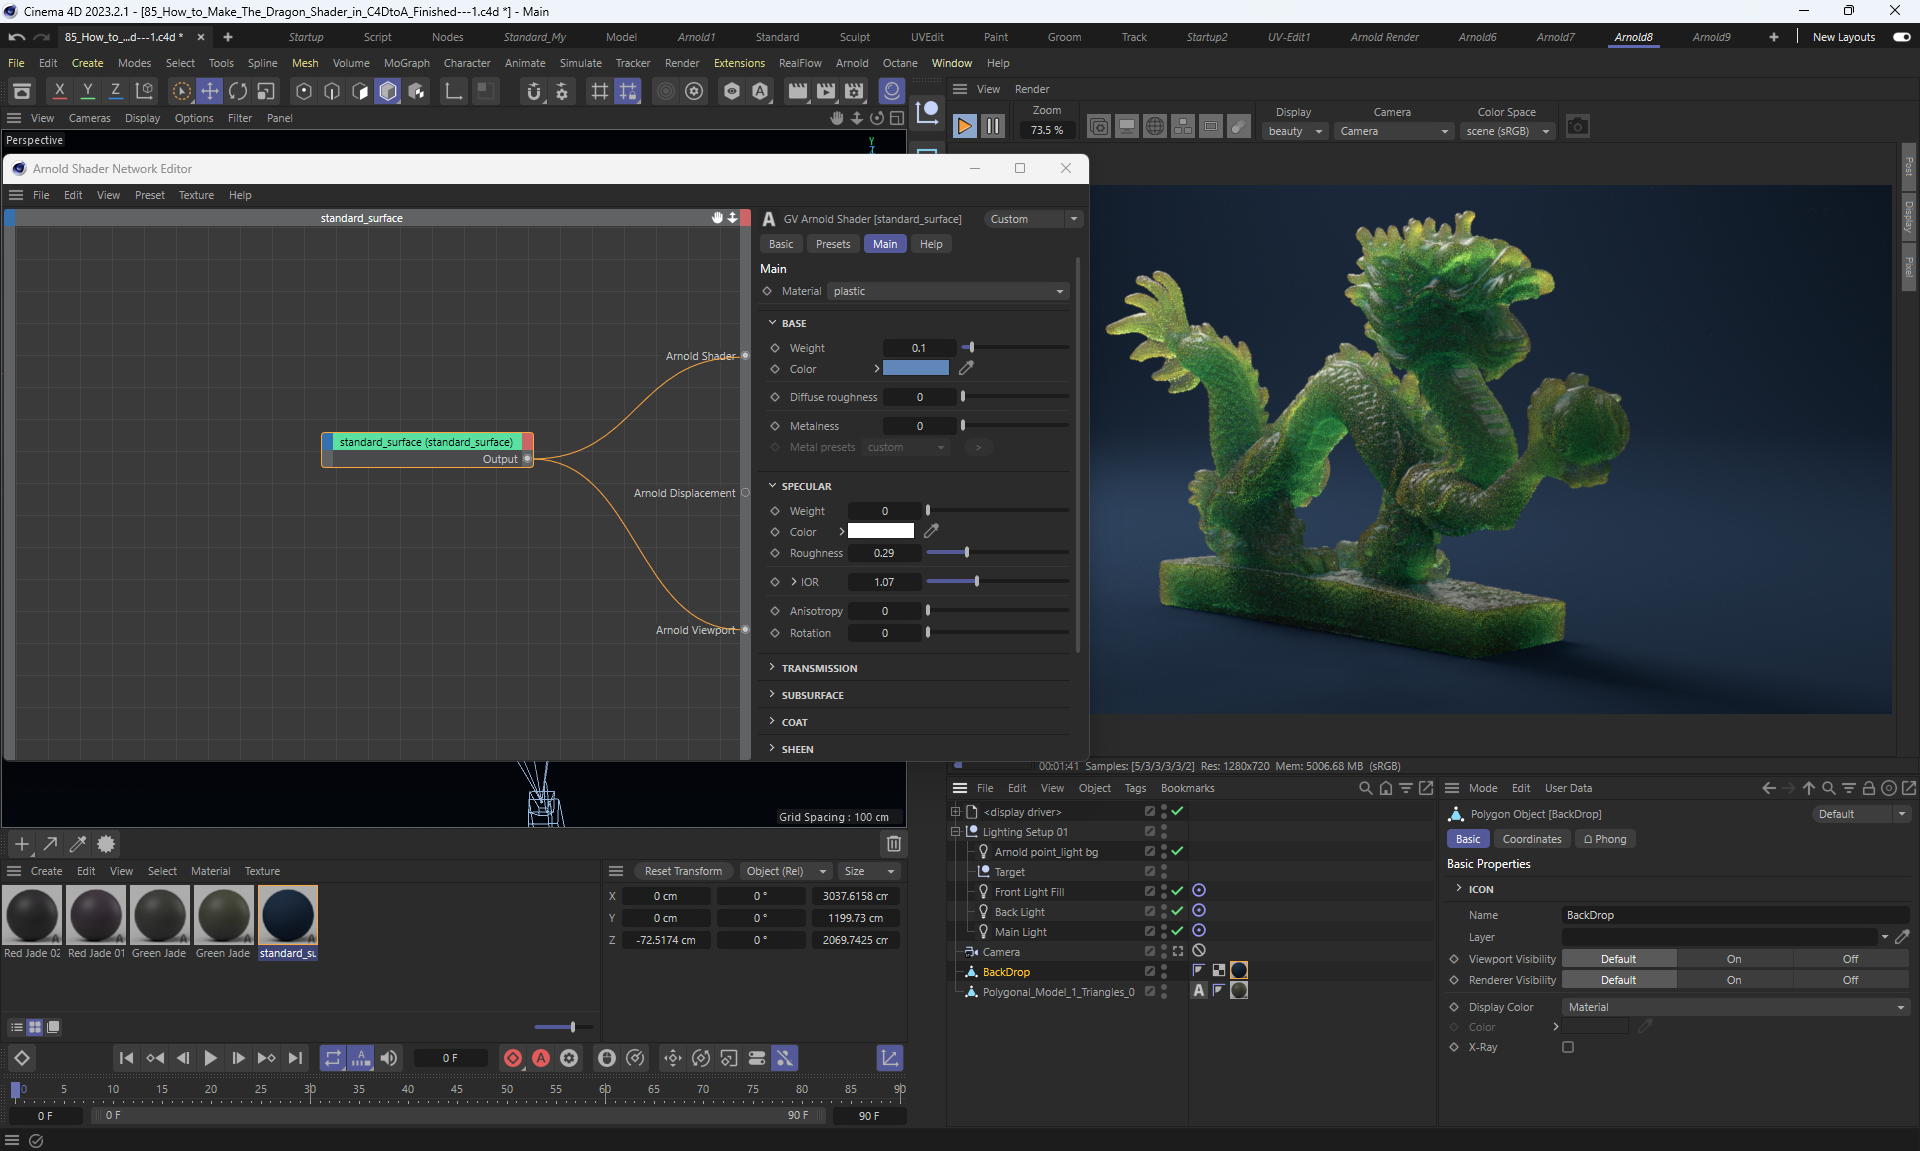 Cinema 4D 2023.2.1 - [85_How_to_Make_The_Dragon_Shader_in_C4DtoA_Finished---1.c4d *] - Main
85_How_to_...d---1.c4d * × + Startup Script Nodes Standard_My Model Arnold1 Standard Sculpt UVEdit Paint Groom Track Startup2 UV-Edit1 Arnold Render Arnold6 Arnold7 Arnold8 Arnold9 + New Layouts
File Edit Create Modes Select Tools Spline Mesh Volume MoGraph Character Animate Simulate Tracker Render Extensions RealFlow Arnold Octane Window Help
X Y Z
View Render
View Cameras Display Options Filter Panel
Zoom
73.5 %
Display
beauty
Camera
Camera
Color Space
scene (sRGB)
Perspective
Y
Z
Post
Display
Pixel
Arnold Shader Network Editor
File Edit View Preset Texture Help
standard_surface
Arnold Shader
standard_surface (standard_surface)
Output
Arnold Displacement
Arnold Viewport
GV Arnold Shader [standard_surface] Custom
Basic Presets Main Help
Main
Material plastic
BASE
Weight 0.1
Color
Diffuse roughness 0
Metalness 0
Metal presets custom >
SPECULAR
Weight 0
Color
Roughness 0.29
IOR 1.07
Anisotropy 0
Rotation 0
TRANSMISSION
SUBSURFACE
COAT
SHEEN
Grid Spacing : 100 cm
00:01:41 Samples: [5/3/3/3/3/2] Res: 1280x720 Mem: 5006.68 MB (sRGB)
File Edit View Object Tags Bookmarks
<display driver>
Lighting Setup 01
Arnold point_light bg
Target
Front Light Fill
Back Light
Main Light
Camera
BackDrop
Polygonal_Model_1_Triangles_0
Mode Edit User Data
Polygon Object [BackDrop] Default
Basic Coordinates Phong
Basic Properties
ICON
Name BackDrop
Layer
Viewport Visibility Default On Off
Renderer Visibility Default On Off
Display Color Material
Color
X-Ray
Create Edit View Select Material Texture
Red Jade 02 Red Jade 01 Green Jade Green Jade standard_su
Reset Transform Object (Rel) Size
X 0 cm 0 ° 3037.6158 cm
Y 0 cm 0 ° 1199.73 cm
Z -72.5174 cm 0 ° 2069.7425 cm
0 F
0 5 10 15 20 25 30 35 40 45 50 55 60 65 70 75 80 85 90
0 F 0 F 90 F 90 F